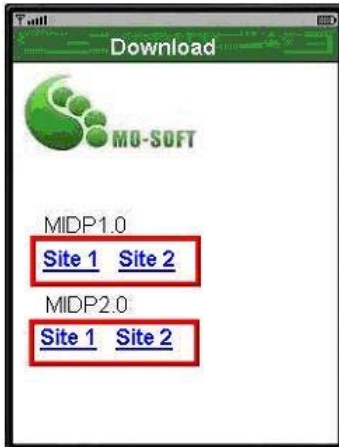 Download
MO-SOFT
MIDP1.0
Site 1 Site 2
MIDP2.0
Site 1 Site 2